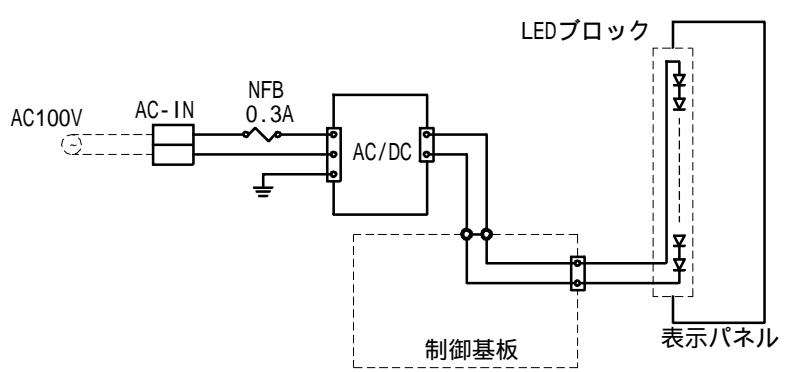 LEDブロック
NFB
0.3A
AC-IN
AC100V
~
AC/DC
表示パネル
制御基板